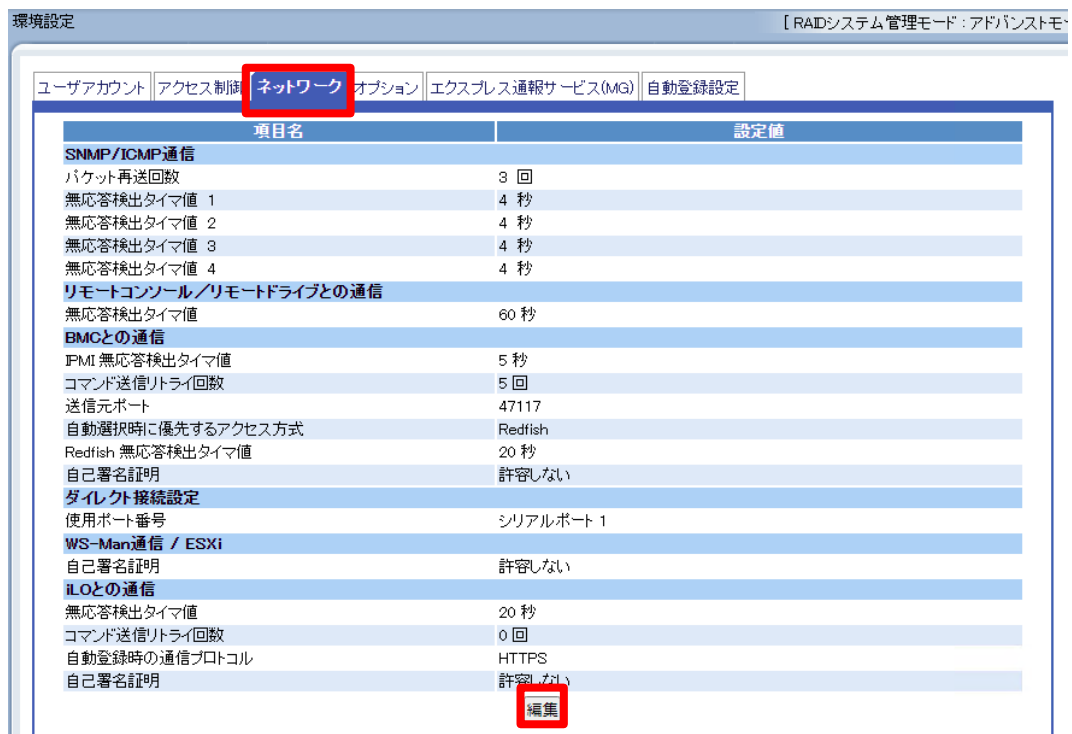 環境設定 [ RAIDシステム管理モード : アドバンストモー
ユーザアカウント アクセス制御 ネットワーク オプション エクスプレス通報サービス(MG) 自動登録設定
項目名 設定値
SNMP/ICMP通信
パケット再送回数 3 回
無応答検出タイマ値 1 4 秒
無応答検出タイマ値 2 4 秒
無応答検出タイマ値 3 4 秒
無応答検出タイマ値 4 4 秒
リモートコンソール／リモートドライブとの通信
無応答検出タイマ値 60 秒
BMCとの通信
IPMI 無応答検出タイマ値 5 秒
コマンド送信リトライ回数 5 回
送信元ポート 47117
自動選択時に優先するアクセス方式 Redfish
Redfish 無応答検出タイマ値 20 秒
自己署名証明 許容しない
ダイレクト接続設定
使用ポート番号 シリアルポート 1
WS-Man通信 / ESXi
自己署名証明 許容しない
iLOとの通信
無応答検出タイマ値 20 秒
コマンド送信リトライ回数 0 回
自動登録時の通信プロトコル HTTPS
自己署名証明 許容しない
編集